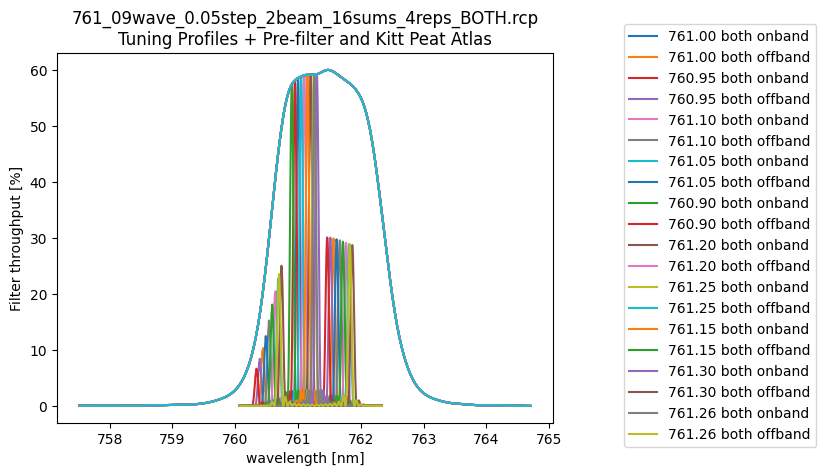 761_09wave_0.05step_2beam_16sums_4reps_BOTH.rcp
Tuning Profiles + Pre-filter and Kitt Peat Atlas
Filter throughput [%]
60
50
40
30
20
10
0
758
759
760
761
762
763
764
765
wavelength [nm]
761.00 both onband
761.00 both offband
760.95 both onband
760.95 both offband
761.10 both onband
761.10 both offband
761.05 both onband
761.05 both offband
760.90 both onband
760.90 both offband
761.20 both onband
761.20 both offband
761.25 both onband
761.25 both offband
761.15 both onband
761.15 both offband
761.30 both onband
761.30 both offband
761.26 both onband
761.26 both offband